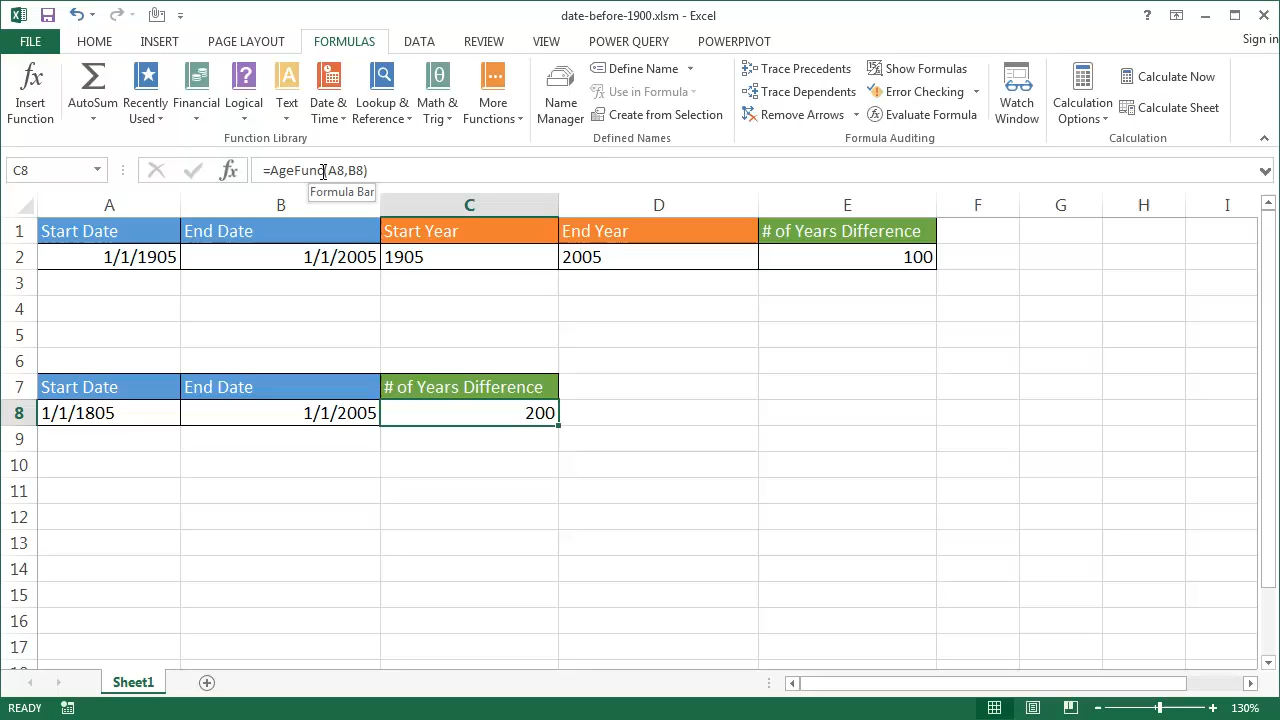 date-before-1900.xlsm - Excel
?
FILE HOME INSERT PAGE LAYOUT FORMULAS DATA REVIEW VIEW POWER QUERY POWERPIVOT Sign in
Insert Function
AutoSum
Recently Used
Financial
Logical
Text
Date & Time
Lookup & Reference
Math & Trig
More Functions
Function Library
Name Manager
Define Name
Use in Formula
Create from Selection
Defined Names
Trace Precedents
Trace Dependents
Remove Arrows
Show Formulas
Error Checking
Evaluate Formula
Formula Auditing
Watch Window
Calculation Options
Calculate Now
Calculate Sheet
Calculation
C8 fx =AgeFunc(A8,B8)
Formula Bar
A B C D E F G H I
1 Start Date End Date Start Year End Year # of Years Difference
2 1/1/1905 1/1/2005 1905 2005 100
3
4
5
6
7 Start Date End Date # of Years Difference
8 1/1/1805 1/1/2005 200
9
10
11
12
13
14
15
16
17
Sheet1
READY 130%